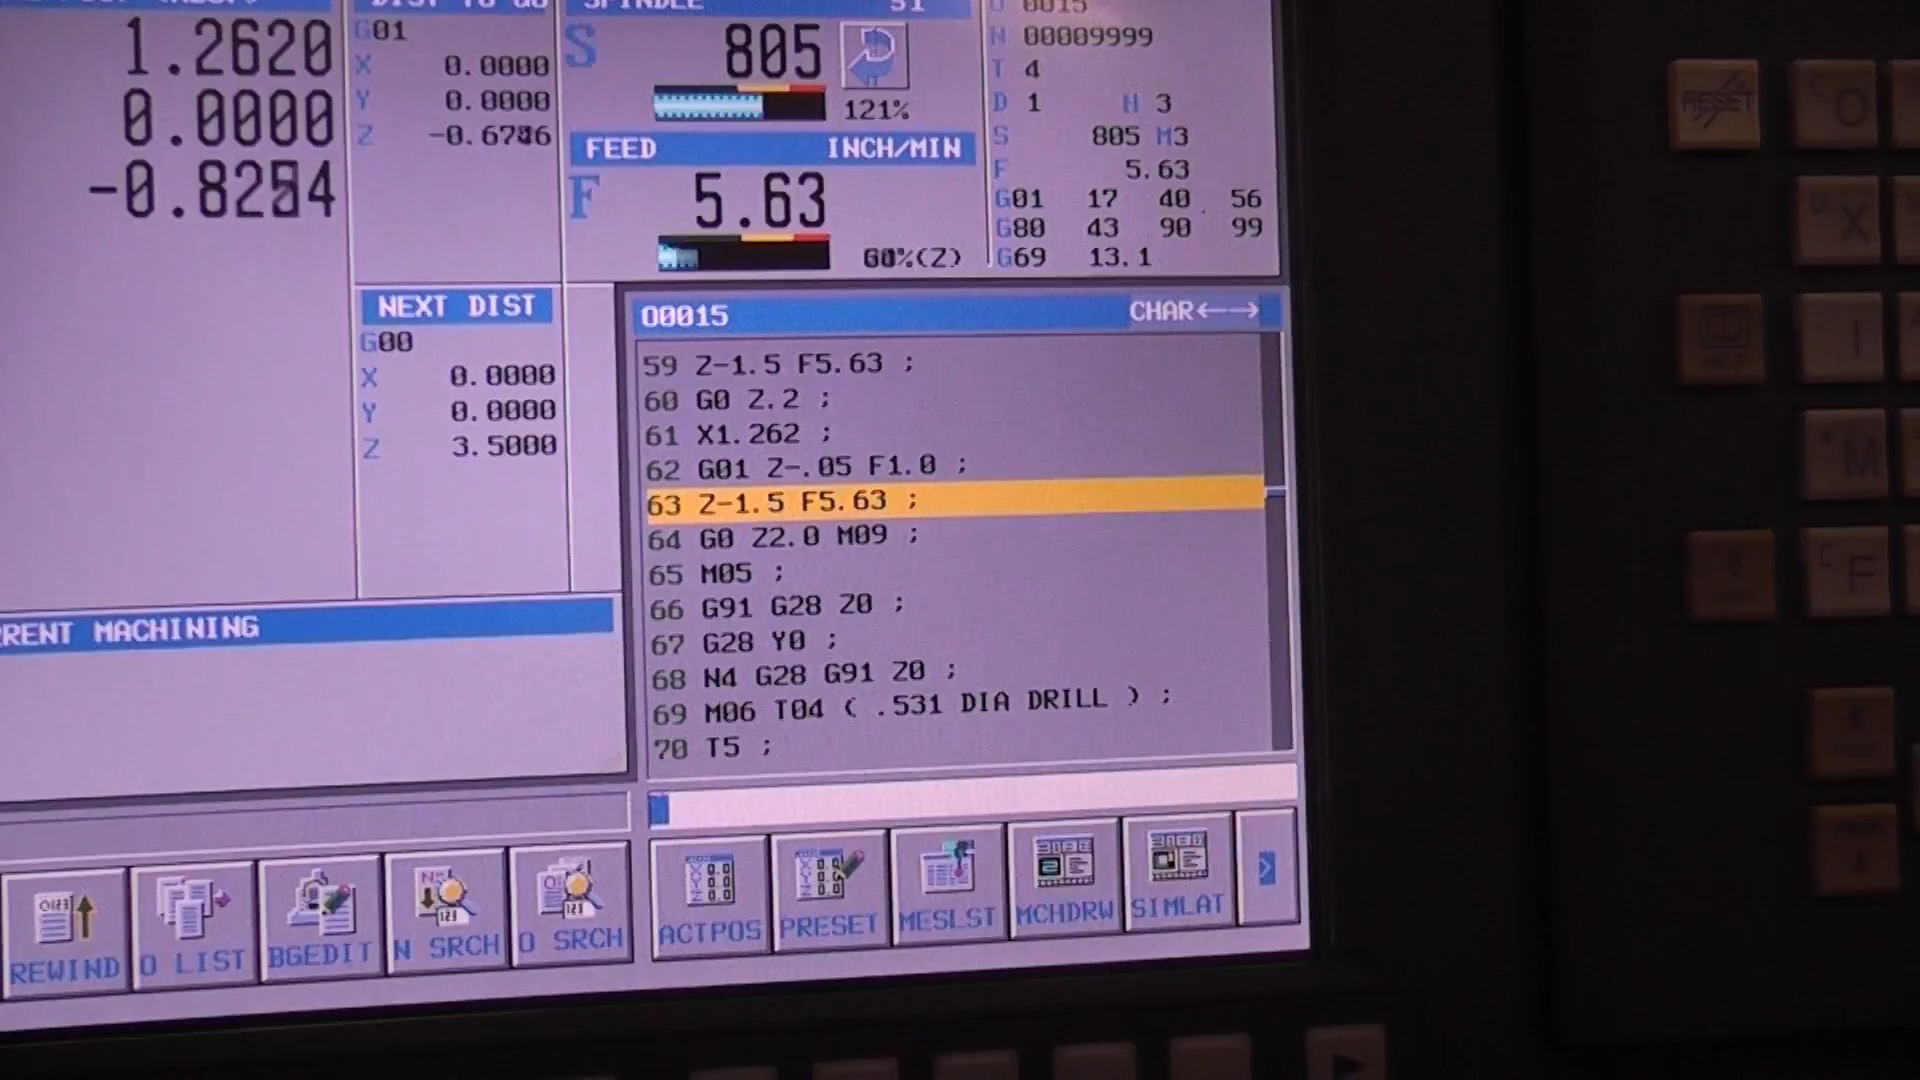 1.2620
0.0000
G01
X 0.0000
Y 0.0000
Z
SPINDLE S1
S 805
121%
FEED INCH/MIN
F 5.63
60%(Z)
O 0015
N 00009999
T 4
D 1 H 3
S 805 M3
F 5.63
G01 17 40 56
G80 43 90 99
G69 13.1
NEXT DIST
G00
X 0.0000
Y 0.0000
Z 3.5000
O0015 CHAR←→
59 Z-1.5 F5.63 ;
60 G0 Z.2 ;
61 X1.262 ;
62 G01 Z-.05 F1.0 ;
63 Z-1.5 F5.63 ;
64 G0 Z2.0 M09 ;
65 M05 ;
66 G91 G28 Z0 ;
67 G28 Y0 ;
68 N4 G28 G91 Z0 ;
69 M06 T04 ( .531 DIA DRILL ) ;
70 T5 ;
RRENT MACHINING
REWIND
O LIST
BGEDIT
N SRCH
O SRCH
ACTPOS
PRESET
MESLST
MCHDRW
SIMLAT
>
RESET
O
X
I
M
F